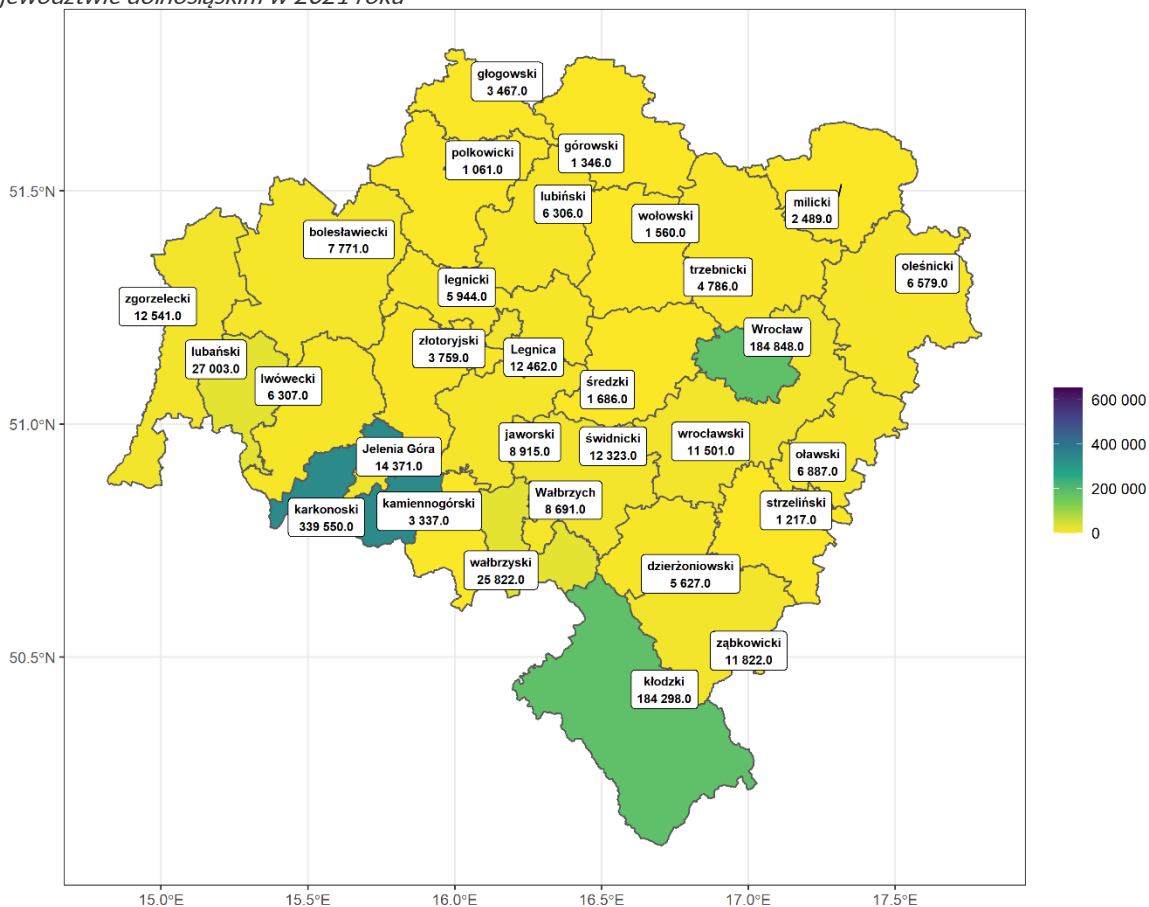 jewództwie dolnośląskim w 2021 roku
głogowski
3 467.0
górowski
1 346.0
polkowicki
1 061.0
lubiński
6 306.0
milicki
2 489.0
wołowski
1 560.0
bolesławiecki
7 771.0
trzebnicki
4 786.0
oleśnicki
6 579.0
legnicki
5 944.0
zgorzelecki
12 541.0
Wrocław
184 848.0
złotoryjski
3 759.0
Legnica
12 462.0
lubański
27 003.0
lwówecki
6 307.0
średzki
1 686.0
jaworski
8 915.0
świdnicki
12 323.0
wrocławski
11 501.0
Jelenia Góra
14 371.0
oławski
6 887.0
Wałbrzych
8 691.0
karkonoski
339 550.0
kamiennogórski
3 337.0
strzeliński
1 217.0
wałbrzyski
25 822.0
dzierżoniowski
5 627.0
ząbkowicki
11 822.0
kłodzki
184 298.0
51.5°N
51.0°N
50.5°N
15.0°E
15.5°E
16.0°E
16.5°E
17.0°E
17.5°E
600 000
400 000
200 000
0